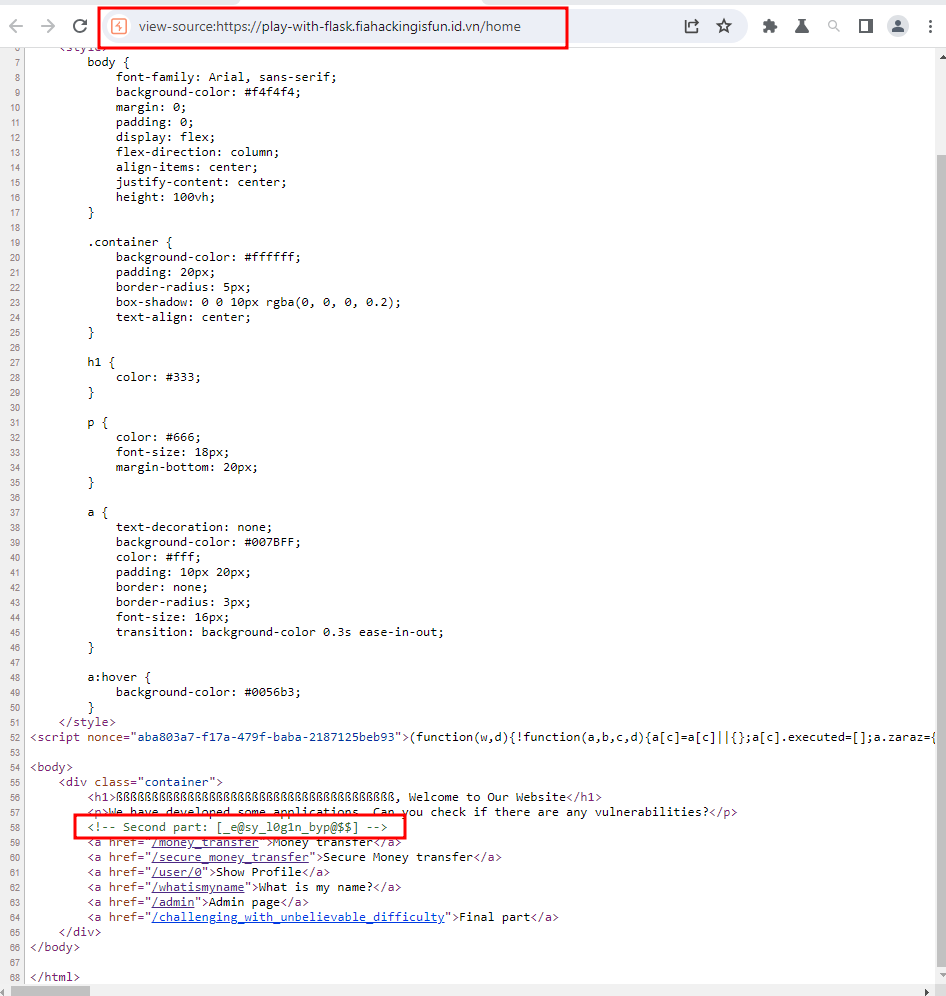 view-source:https://play-with-flask.fiahackingisfun.id.vn/home
6 <style>
7 body {
8 font-family: Arial, sans-serif;
9 background-color: #f4f4f4;
10 margin: 0;
11 padding: 0;
12 display: flex;
13 flex-direction: column;
14 align-items: center;
15 justify-content: center;
16 height: 100vh;
17 }
18
19 .container {
20 background-color: #ffffff;
21 padding: 20px;
22 border-radius: 5px;
23 box-shadow: 0 0 10px rgba(0, 0, 0, 0.2);
24 text-align: center;
25 }
26
27 h1 {
28 color: #333;
29 }
30
31 p {
32 color: #666;
33 font-size: 18px;
34 margin-bottom: 20px;
35 }
36
37 a {
38 text-decoration: none;
39 background-color: #007BFF;
40 color: #fff;
41 padding: 10px 20px;
42 border: none;
43 border-radius: 3px;
44 font-size: 16px;
45 transition: background-color 0.3s ease-in-out;
46 }
47
48 a:hover {
49 background-color: #0056b3;
50 }
51 </style>
52 <script nonce="aba803a7-f17a-479f-baba-2187125beb93">(function(w,d){!function(a,b,c,d){a[c]=a[c]||{};a[c].executed=[];a.zaraz={
53
54 <body>
55 <div class="container">
56 <h1>ßßßßßßßßßßßßßßßßßßßßßßßßßßßßßßßßßßßßßßß, Welcome to Our Website</h1>
57 <p>We have developed some applications. Can you check if there are any vulnerabilities?</p>
58 <!-- Second part: [_e@sy_l0g1n_byp@$$] -->
59 <a href="/money_transfer">Money transfer</a>
60 <a href="/secure_money_transfer">Secure Money transfer</a>
61 <a href="/user/0">Show Profile</a>
62 <a href="/whatismyname">What is my name?</a>
63 <a href="/admin">Admin page</a>
64 <a href="/challenging_with_unbelievable_difficulty">Final part</a>
65 </div>
66 </body>
67
68 </html>